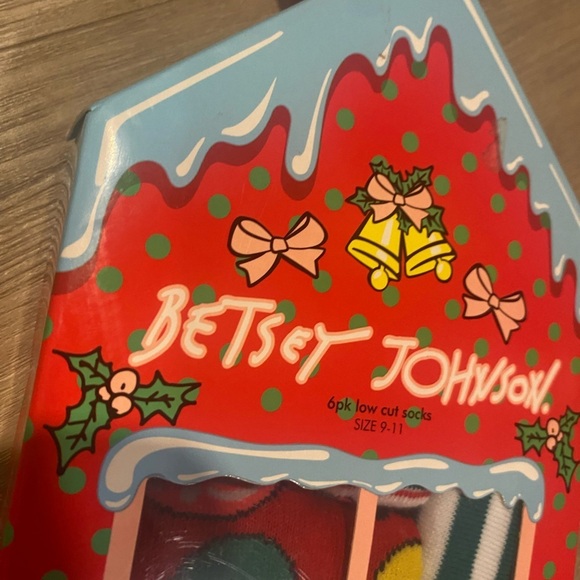 BETSEY JOHNSON.
6pk low cut socks
SIZE 9-11